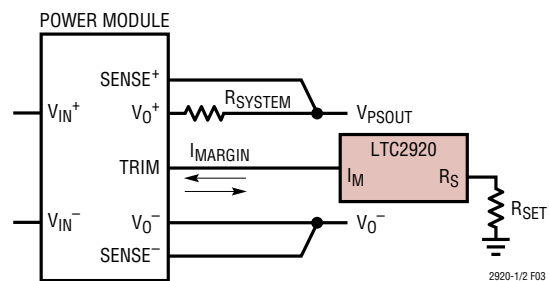 POWER MODULE
SENSE+
VIN+
VO+
RSYSTEM
VPSOUT
TRIM
IMARGIN
LTC2920
IM
RS
RSET
VIN−
VO−
VO−
SENSE−
2920-1/2 F03